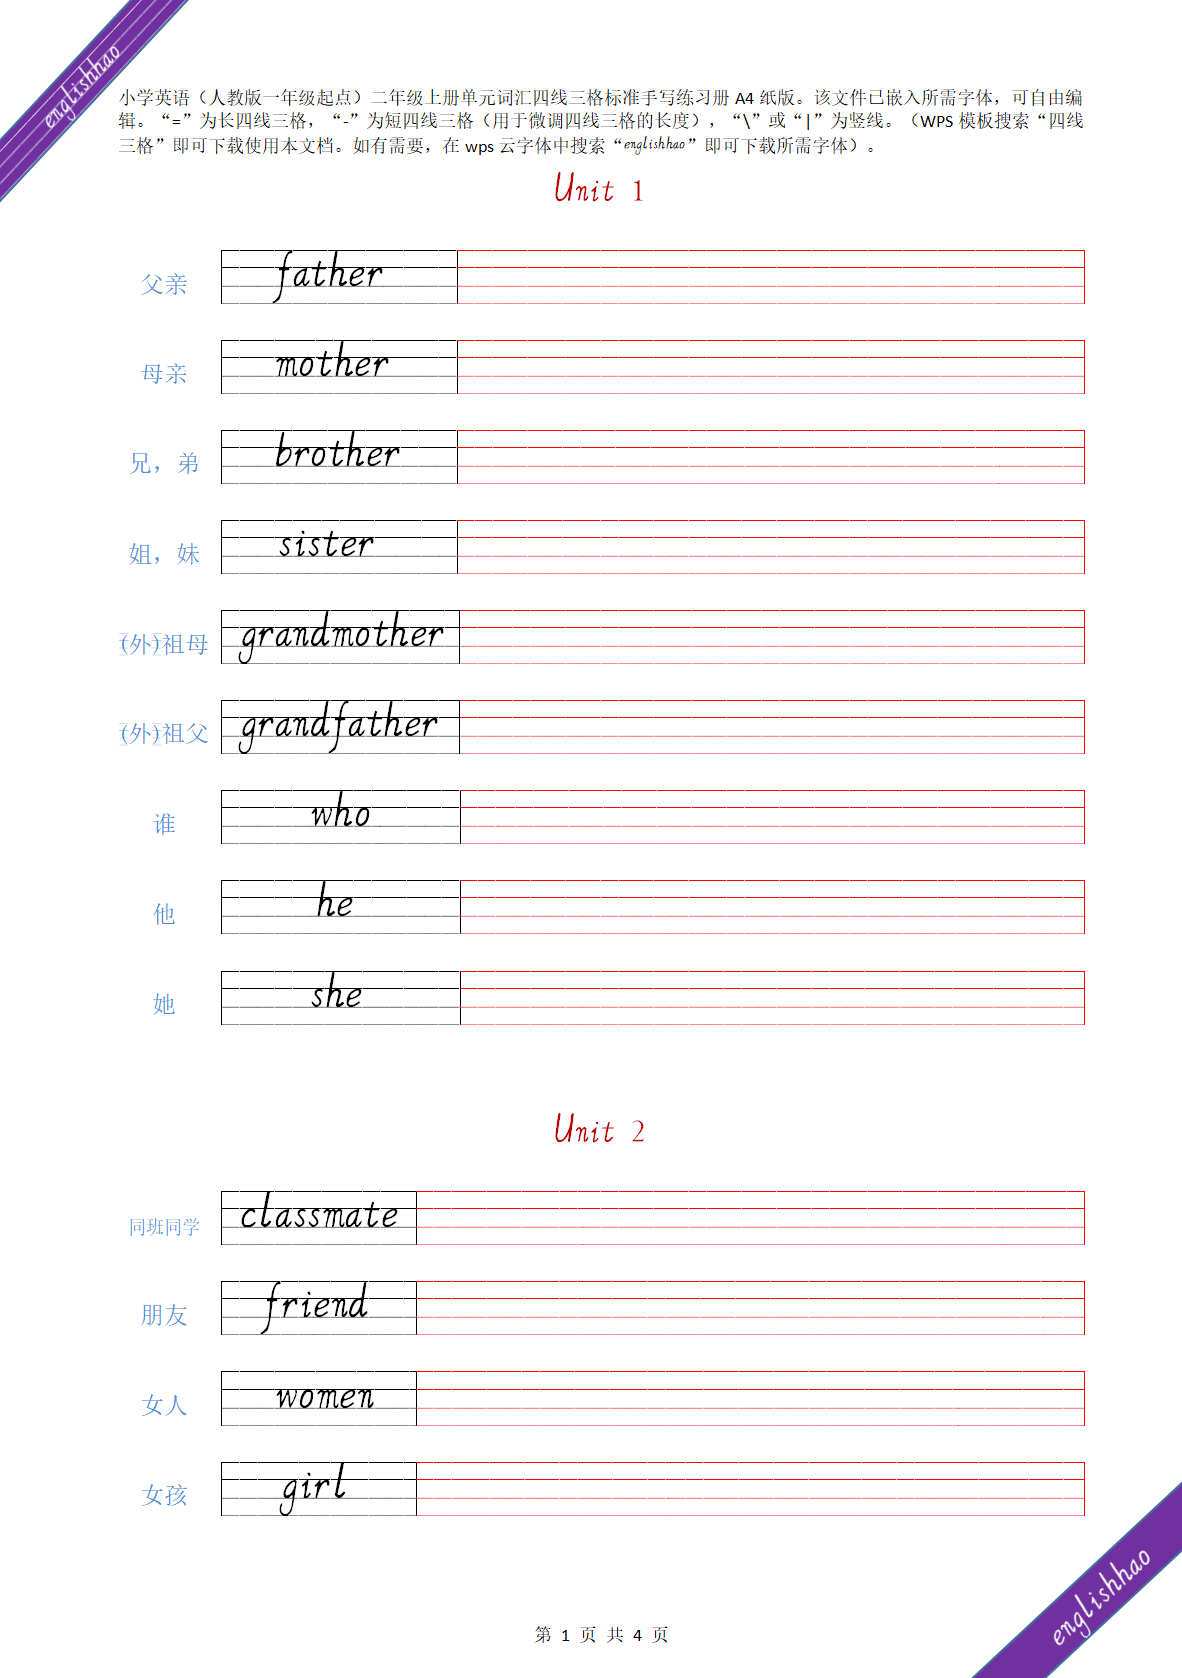 englishhao
小学英语（人教版一年级起点）二年级上册单元词汇四线三格标准手写练习册 A4 纸版。该文件已嵌入所需字体，可自由编
辑。“=”为长四线三格，“-”为短四线三格（用于微调四线三格的长度），“\”或“|”为竖线。（WPS 模板搜索“四线
三格”即可下载使用本文档。如有需要，在 wps 云字体中搜索“englishhao”即可下载所需字体）。
Unit 1
父亲 father
母亲 mother
兄，弟 brother
姐，妹 sister
(外)祖母 grandmother
(外)祖父 grandfather
谁 who
他 he
她 she
Unit 2
同班同学 classmate
朋友 friend
女人 women
女孩 girl
englishhao
第 1 页 共 4 页